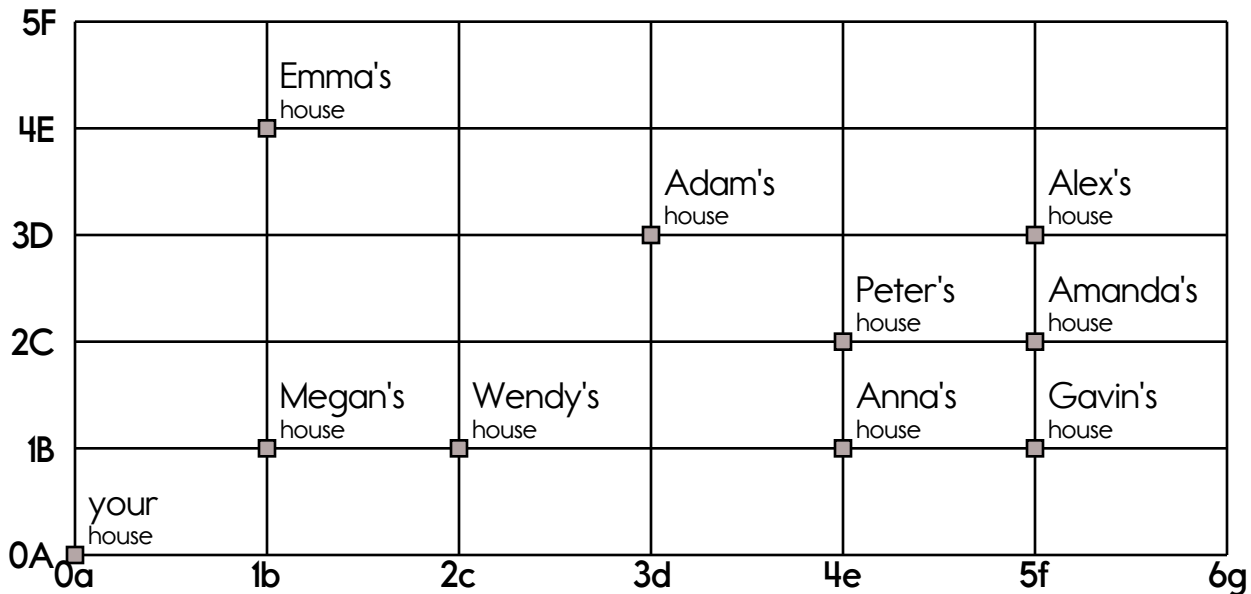 5F
Emma's
house
4E
Adam's
house
Alex's
house
3D
Peter's
house
Amanda's
house
2C
Megan's
house
Wendy's
house
Anna's
house
Gavin's
house
1B
your
house
0A
0a
1b
2c
3d
4e
5f
6g